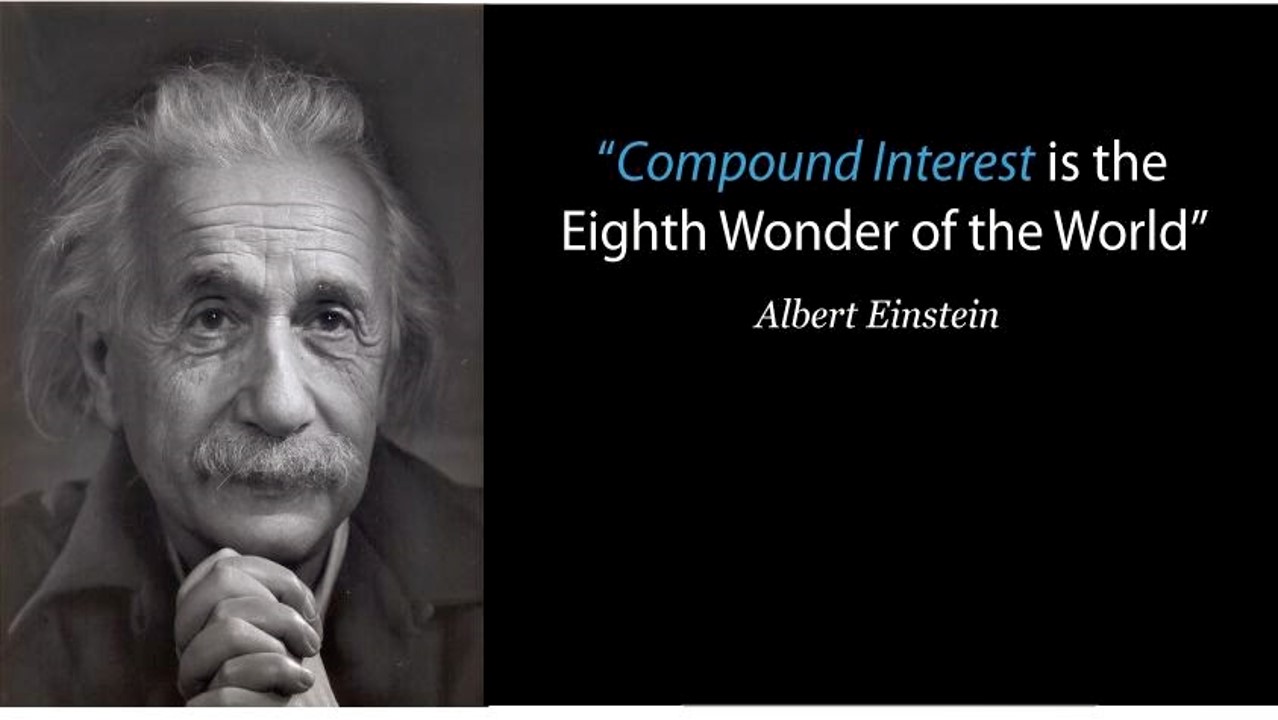 “Compound Interest is the
Eighth Wonder of the World”
Albert Einstein